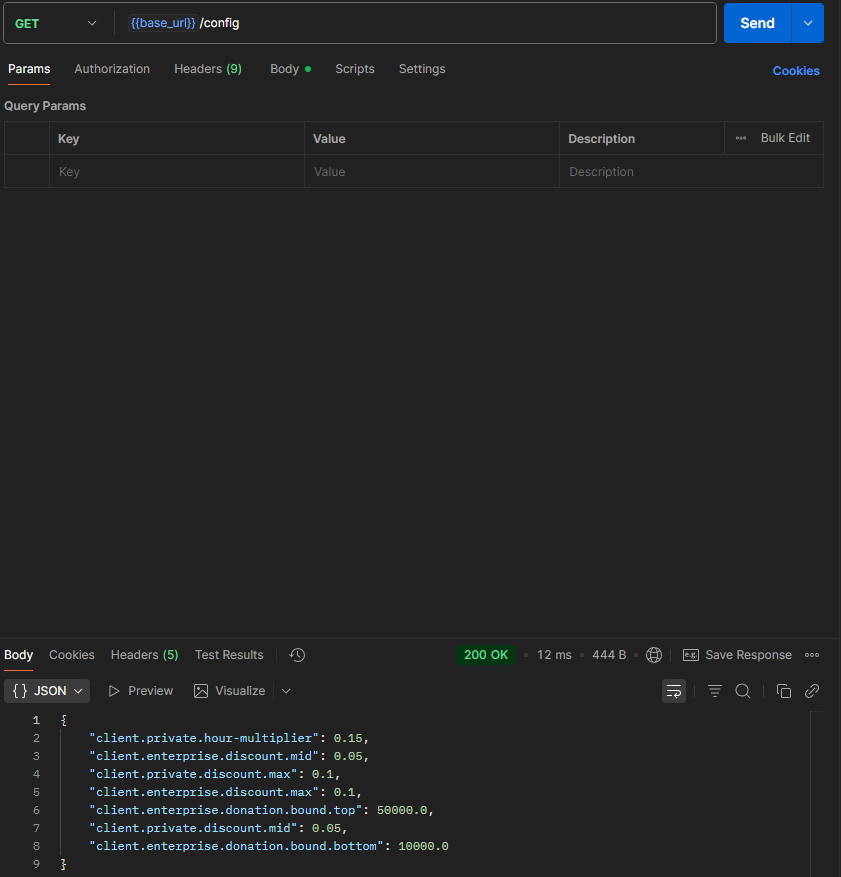 GET {{base_url}} /config Send
Params Authorization Headers (9) Body Scripts Settings Cookies
Query Params
Key Value Description Bulk Edit
Key Value Description
Body Cookies Headers (5) Test Results 200 OK 12 ms 444 B e.g. Save Response
{} JSON Preview Visualize
1 {
2 "client.private.hour-multiplier": 0.15,
3 "client.enterprise.discount.mid": 0.05,
4 "client.private.discount.max": 0.1,
5 "client.enterprise.discount.max": 0.1,
6 "client.enterprise.donation.bound.top": 50000.0,
7 "client.private.discount.mid": 0.05,
8 "client.enterprise.donation.bound.bottom": 10000.0
9 }